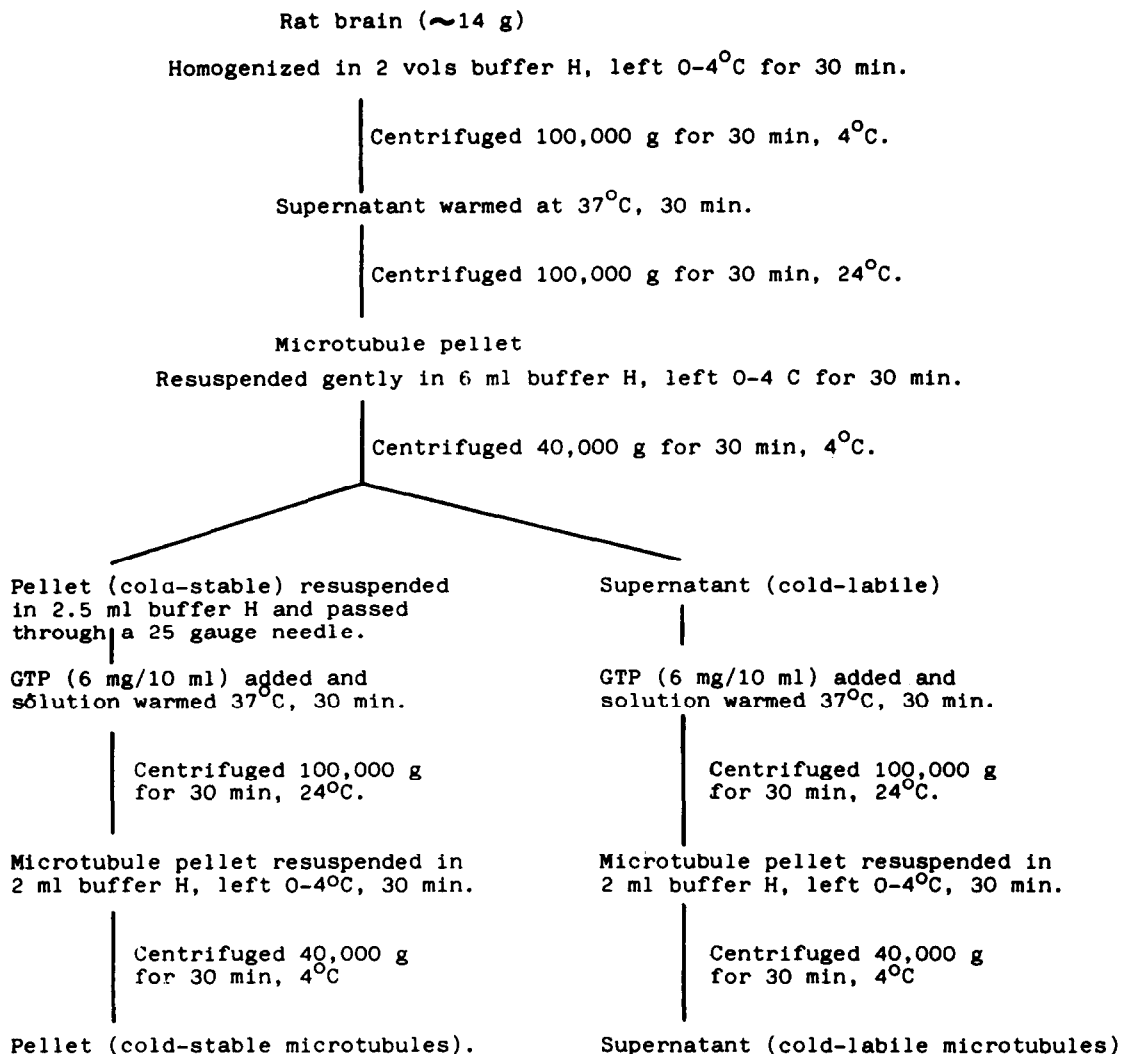 Rat brain (~14 g)
Homogenized in 2 vols buffer H, left 0-4°C for 30 min.
Centrifuged 100,000 g for 30 min, 4°C.
Supernatant warmed at 37°C, 30 min.
Centrifuged 100,000 g for 30 min, 24°C.
Microtubule pellet
Resuspended gently in 6 ml buffer H, left 0-4 C for 30 min.
Centrifuged 40,000 g for 30 min, 4°C.
Pellet (cold-stable) resuspended
in 2.5 ml buffer H and passed
through a 25 gauge needle.
GTP (6 mg/10 ml) added and
solution warmed 37°C, 30 min.
Centrifuged 100,000 g
for 30 min, 24°C.
Microtubule pellet resuspended in
2 ml buffer H, left 0-4°C, 30 min.
Centrifuged 40,000 g
for 30 min, 4°C
Pellet (cold-stable microtubules).
Supernatant (cold-labile)
GTP (6 mg/10 ml) added and
solution warmed 37°C, 30 min.
Centrifuged 100,000 g
for 30 min, 24°C.
Microtubule pellet resuspended in
2 ml buffer H, left 0-4°C, 30 min.
Centrifuged 40,000 g
for 30 min, 4°C
Supernatant (cold-labile microtubules)